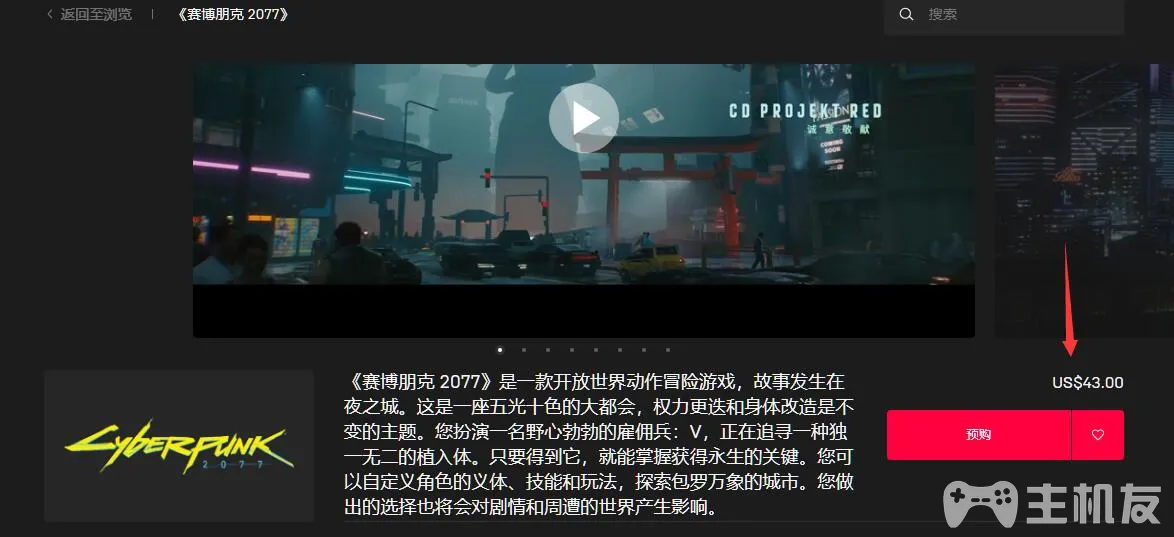 返回至浏览
《赛博朋克 2077》
搜索
CD PROJEKT RED
诚意敬献
COMING SOON
《赛博朋克 2077》是一款开放世界动作冒险游戏，故事发生在
夜之城。这是一座五光十色的大都会，权力更迭和身体改造是不
变的主题。您扮演一名野心勃勃的雇佣兵：V，正在追寻一种独
一无二的植入体。只要得到它，就能掌握获得永生的关键。您可
以自定义角色的义体、技能和玩法，探索包罗万象的城市。您做
出的选择也将会对剧情和周遭的世界产生影响。
CYBERPUNK
2077
US$43.00
预购
主机友